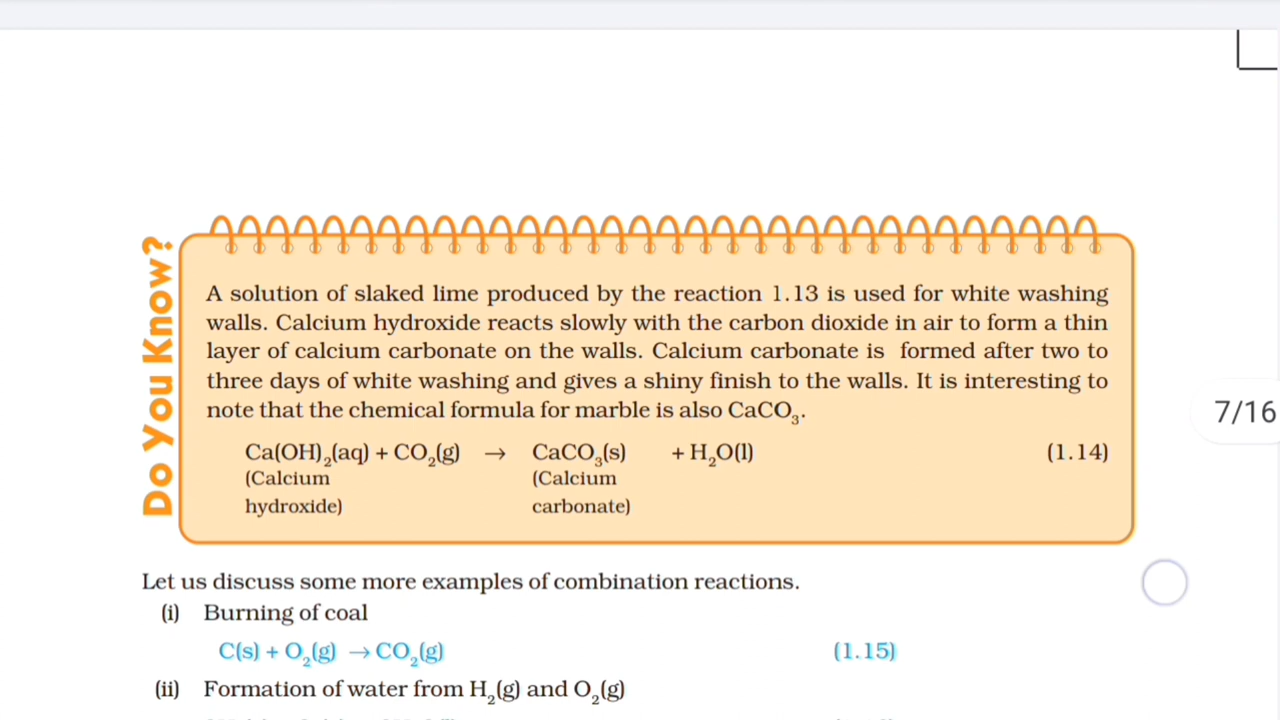 Do You Know?
A solution of slaked lime produced by the reaction 1.13 is used for white washing
walls. Calcium hydroxide reacts slowly with the carbon dioxide in air to form a thin
layer of calcium carbonate on the walls. Calcium carbonate is formed after two to
three days of white washing and gives a shiny finish to the walls. It is interesting to
note that the chemical formula for marble is also CaCO₃.
Ca(OH)₂(aq) + CO₂(g) → CaCO₃(s) + H₂O(l) (1.14)
(Calcium (Calcium
hydroxide) carbonate)
7/16
Let us discuss some more examples of combination reactions.
(i) Burning of coal
C(s) + O₂(g) → CO₂(g) (1.15)
(ii) Formation of water from H₂(g) and O₂(g)